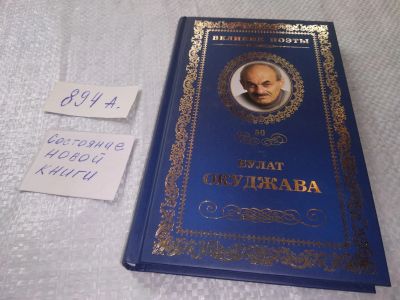 894 А.
Состояние
новой
книги
ВЕЛИКИЕ ПОЭТЫ
50
БУЛАТ
ОКУДЖАВА